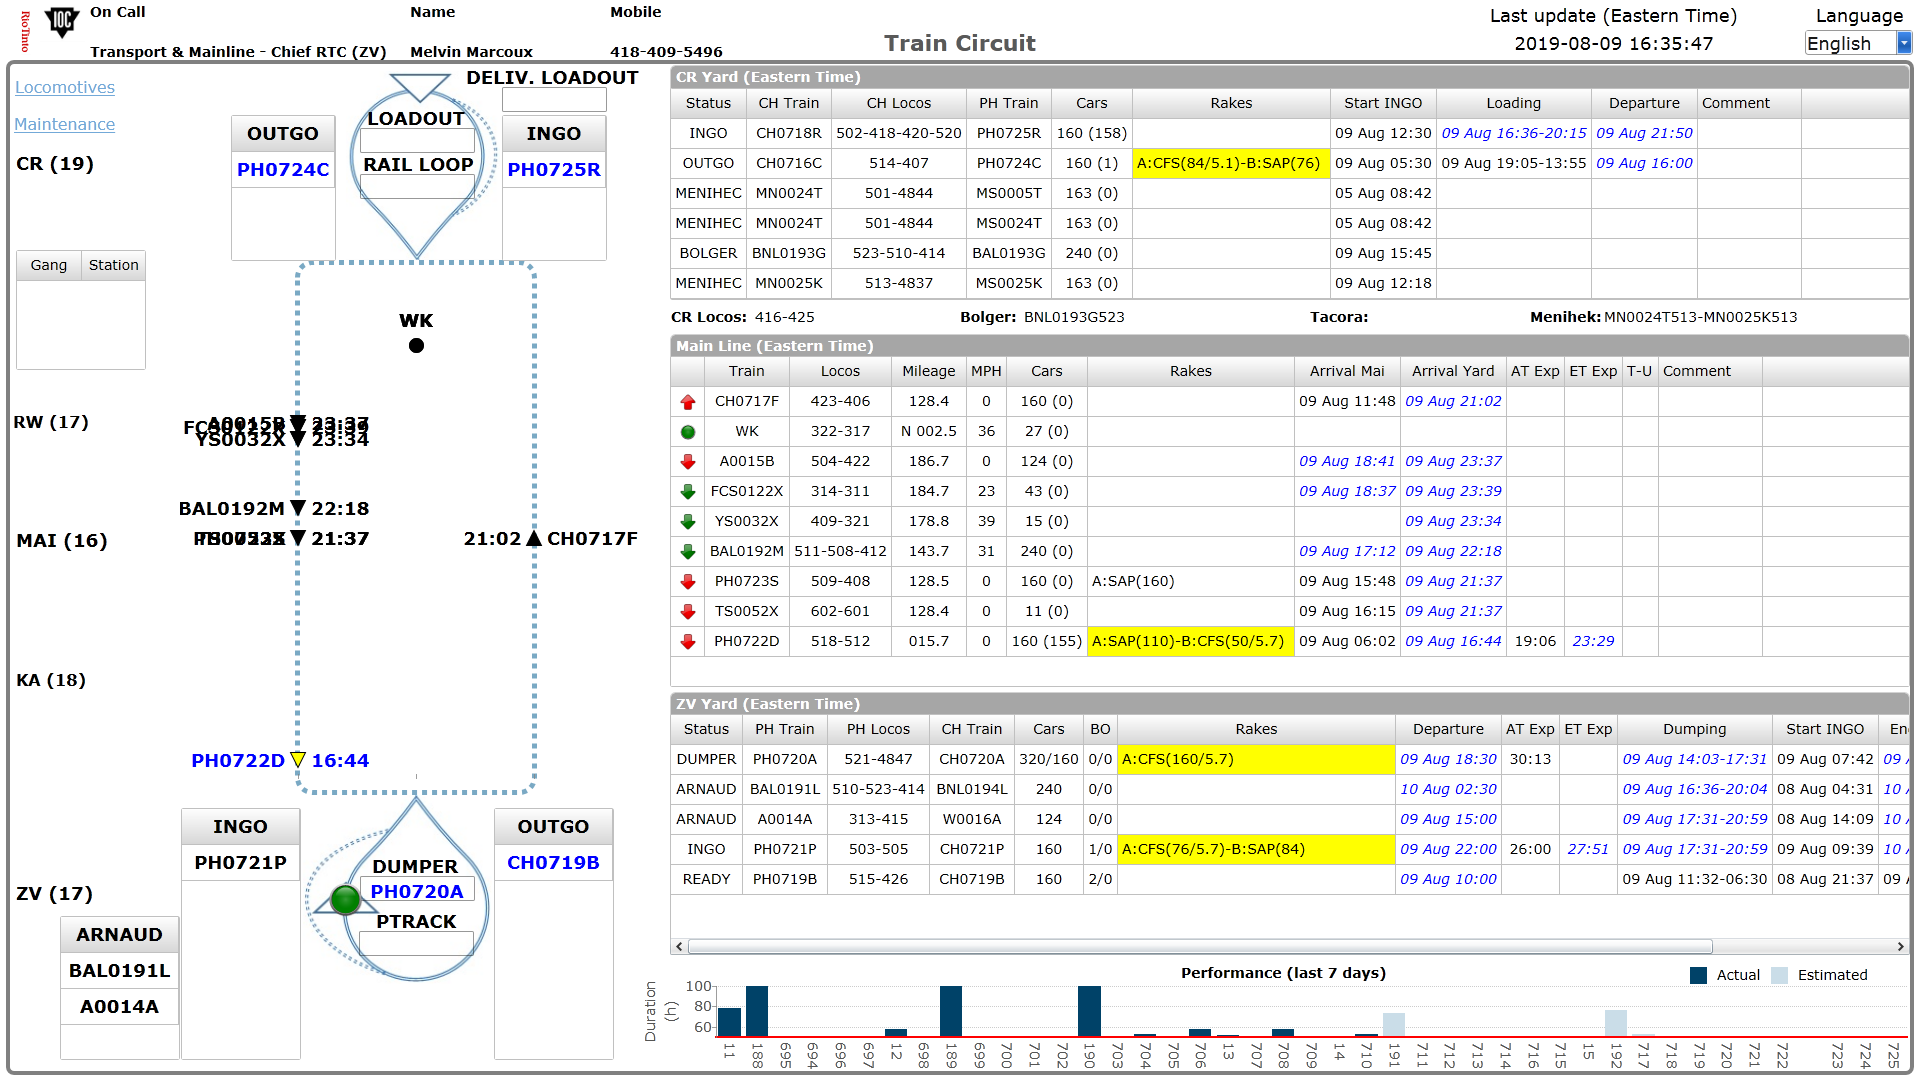 RioTinto
IOC
On Call Name Mobile
Transport & Mainline - Chief RTC (ZV) Melvin Marcoux 418-409-5496
Train Circuit
Last update (Eastern Time)
2019-08-09 16:35:47
Language
English
Locomotives
Maintenance
CR (19)
Gang Station
RW (17)
MAI (16)
KA (18)
ZV (17)
DELIV. LOADOUT
OUTGO
PH0724C
LOADOUT
RAIL LOOP
INGO
PH0725R
WK
A0015B 23:37
FCS0122X 23:39
YS0032X 23:34
BAL0192M 22:18
PH0723S 21:37
TS0052X 21:37
21:02 CH0717F
PH0722D 16:44
INGO
PH0721P
DUMPER
PH0720A
PTRACK
OUTGO
CH0719B
ARNAUD
BAL0191L
A0014A
CR Yard (Eastern Time)
Status CH Train CH Locos PH Train Cars Rakes Start INGO Loading Departure Comment
INGO CH0718R 502-418-420-520 PH0725R 160 (158) 09 Aug 12:30 09 Aug 16:36-20:15 09 Aug 21:50
OUTGO CH0716C 514-407 PH0724C 160 (1) A:CFS(84/5.1)-B:SAP(76) 09 Aug 05:30 09 Aug 19:05-13:55 09 Aug 16:00
MENIHEC MN0024T 501-4844 MS0005T 163 (0) 05 Aug 08:42
MENIHEC MN0024T 501-4844 MS0024T 163 (0) 05 Aug 08:42
BOLGER BNL0193G 523-510-414 BAL0193G 240 (0) 09 Aug 15:45
MENIHEC MN0025K 513-4837 MS0025K 163 (0) 09 Aug 12:18
CR Locos: 416-425 Bolger: BNL0193G523 Tacora: Menihek: MN0024T513-MN0025K513
Main Line (Eastern Time)
Train Locos Mileage MPH Cars Rakes Arrival Mai Arrival Yard AT Exp ET Exp T-U Comment
CH0717F 423-406 128.4 0 160 (0) 09 Aug 11:48 09 Aug 21:02
WK 322-317 N 002.5 36 27 (0)
A0015B 504-422 186.7 0 124 (0) 09 Aug 18:41 09 Aug 23:37
FCS0122X 314-311 184.7 23 43 (0) 09 Aug 18:37 09 Aug 23:39
YS0032X 409-321 178.8 39 15 (0) 09 Aug 23:34
BAL0192M 511-508-412 143.7 31 240 (0) 09 Aug 17:12 09 Aug 22:18
PH0723S 509-408 128.5 0 160 (0) A:SAP(160) 09 Aug 15:48 09 Aug 21:37
TS0052X 602-601 128.4 0 11 (0) 09 Aug 16:15 09 Aug 21:37
PH0722D 518-512 015.7 0 160 (155) A:SAP(110)-B:CFS(50/5.7) 09 Aug 06:02 09 Aug 16:44 19:06 23:29
ZV Yard (Eastern Time)
Status PH Train PH Locos CH Train Cars BO Rakes Departure AT Exp ET Exp Dumping Start INGO En
DUMPER PH0720A 521-4847 CH0720A 320/160 0/0 A:CFS(160/5.7) 09 Aug 18:30 30:13 09 Aug 14:03-17:31 09 Aug 07:42 09 A
ARNAUD BAL0191L 510-523-414 BNL0194L 240 0/0 10 Aug 02:30 09 Aug 16:36-20:04 08 Aug 04:31 10 A
ARNAUD A0014A 313-415 W0016A 124 0/0 09 Aug 15:00 09 Aug 17:31-20:59 08 Aug 14:09 10 A
INGO PH0721P 503-505 CH0721P 160 1/0 A:CFS(76/5.7)-B:SAP(84) 09 Aug 22:00 26:00 27:51 09 Aug 17:31-20:59 09 Aug 09:39 10 A
READY PH0719B 515-426 CH0719B 160 2/0 09 Aug 10:00 09 Aug 11:32-06:30 08 Aug 21:37 09 A
Performance (last 7 days)
Actual Estimated
Duration (h)
100
80
60
11 188 695 694 696 697 12 698 189 699 700 701 702 190 703 704 705 706 13 708 709 14 710 191 711 712 713 714 716 715 15 192 717 718 719 720 721 722 723 724 725